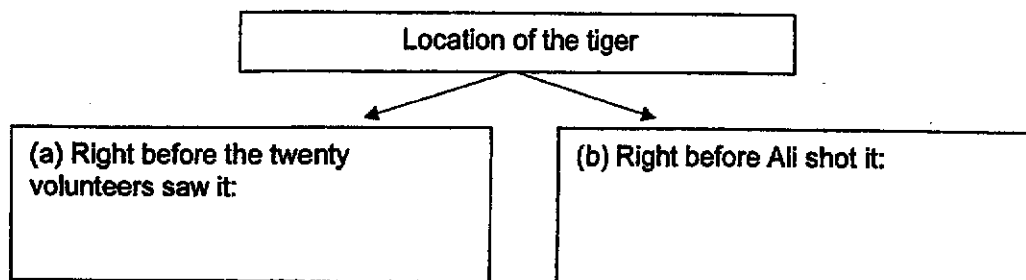 Location of the tiger
(a) Right before the twenty
volunteers saw it:
(b) Right before Ali shot it: